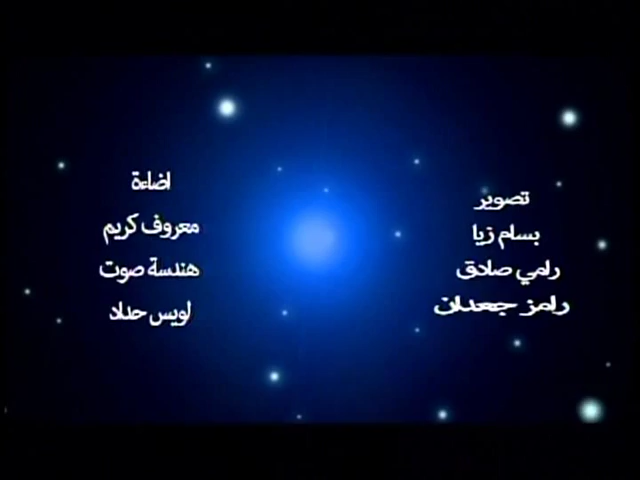 تصوير
بسام زيا
رامي صادق
رامز جعدان
اضاءة
معروف كريم
هندسة صوت
لويس حداد